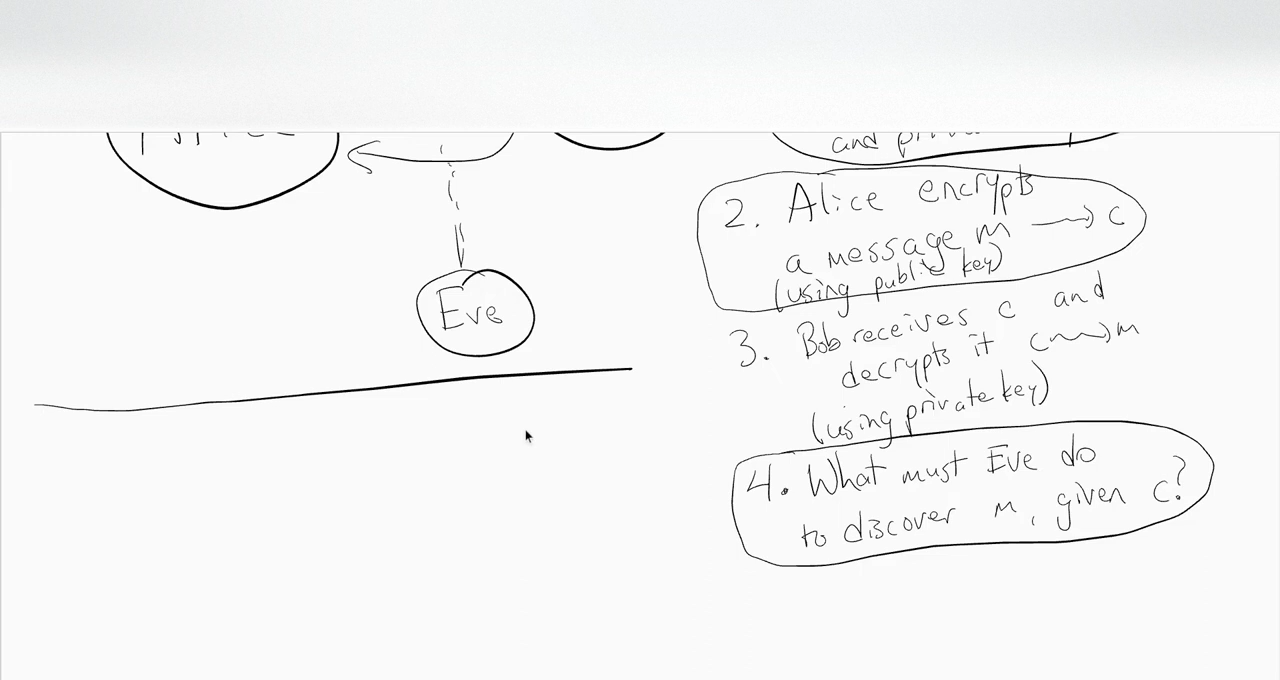 and
2. Alice encrypts
a message m ⟶ c
(using public key)
3. Bob receives c and
decrypts it c ⟿ m
(using private key)
Eve
4. What must Eve do
to discover m, given c?